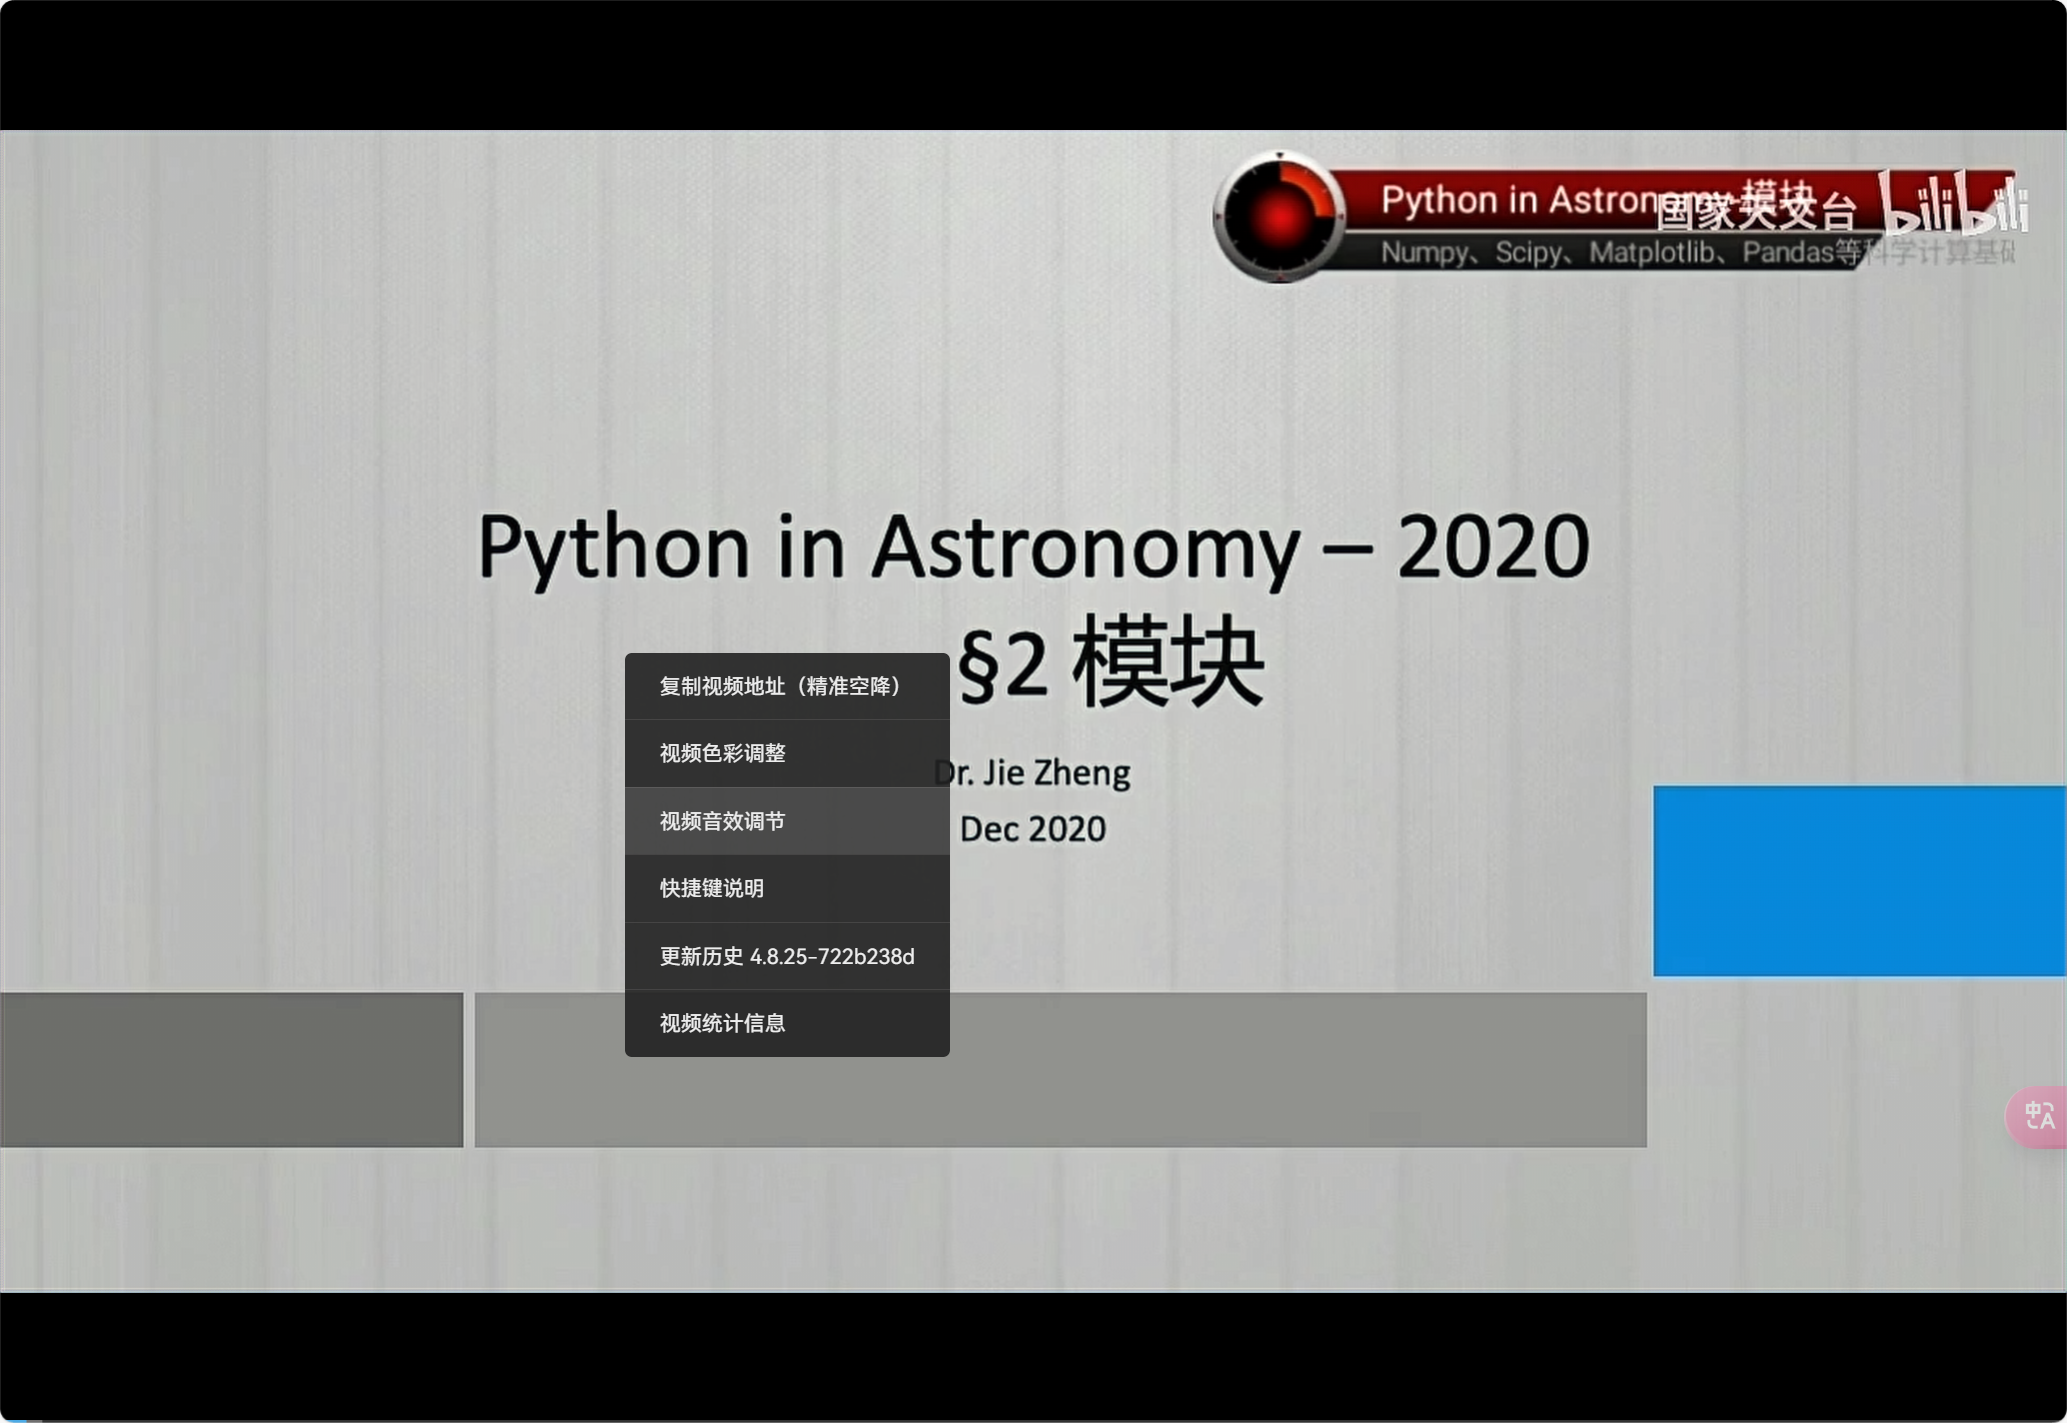 Python in Astronomy-模块
国家天文台 bilibili
Numpy、Scipy、Matplotlib、Pandas等科学计算基础
Python in Astronomy – 2020
§2 模块
Dr. Jie Zheng
Dec 2020
复制视频地址（精准空降）
视频色彩调整
视频音效调节
快捷键说明
更新历史 4.8.25-722b238d
视频统计信息
中A